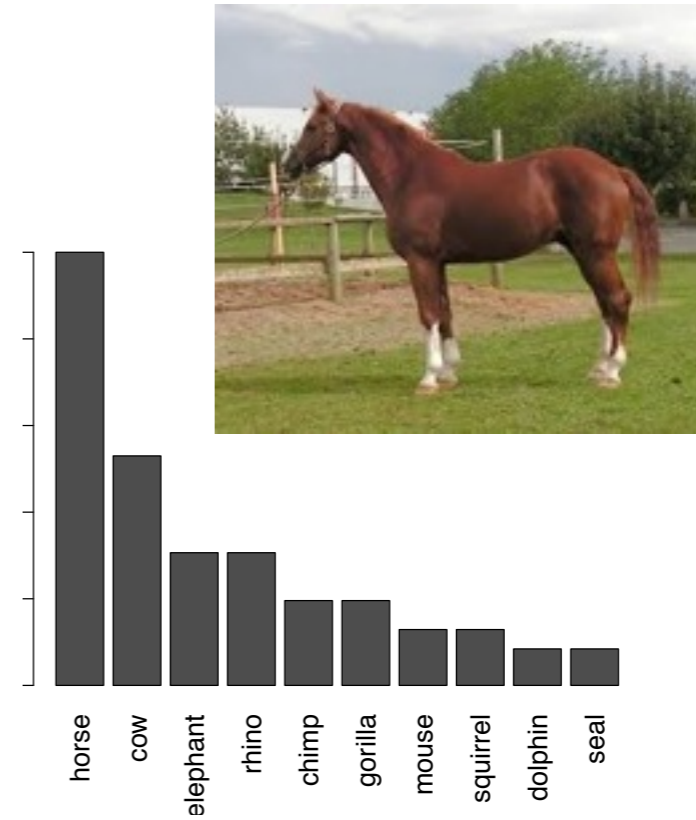 horse
cow
elephant
rhino
chimp
gorilla
mouse
squirrel
dolphin
seal